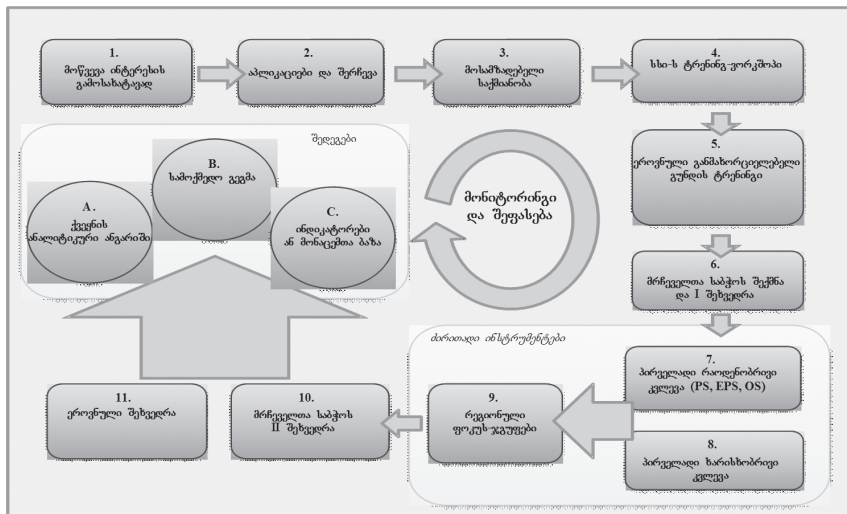 1.
მოწვევა ინტერესის
გამოსახატავად
2.
აპლიკაციები და შერჩევა
3.
მოსამზადებელი
საქმიანობა
4.
სსი-ს ტრენინგ-ვორკშოპი
5.
ეროვნული განმახორციელებელი
გუნდის ტრენინგი
6.
მრჩეველთა საბჭოს შექმნა
და I შეხვედრა
ძირითადი ინსტრუმენტები
7.
პირველადი რაოდენობრივი
კვლევა (PS, EPS, OS)
8.
პირველადი ხარისხობრივი
კვლევა
9.
რეგიონული
ფოკუს-ჯგუფები
10.
მრჩეველთა საბჭოს
II შეხვედრა
11.
ეროვნული შეხვედრა
შედეგები
A.
ქვეყნის
ანალიტიკური ანგარიში
B.
სამოქმედო გეგმა
C.
ინდიკატორები
ან მონაცემთა ბაზა
მონიტორინგი
და შეფასება